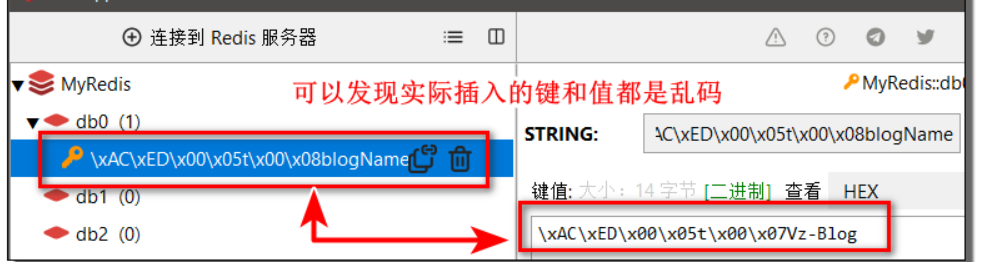 连接到 Redis 服务器
MyRedis
可以发现实际插入的键和值都是乱码
MyRedis::db
db0 (1)
STRING:
\xAC\xED\x00\x05t\x00\x08blogName
\xAC\xED\x00\x05t\x00\x08blogName
键值: 大小: 14 字节 [二进制] 查看 HEX
db1 (0)
\xAC\xED\x00\x05t\x00\x07Vz-Blog
db2 (0)